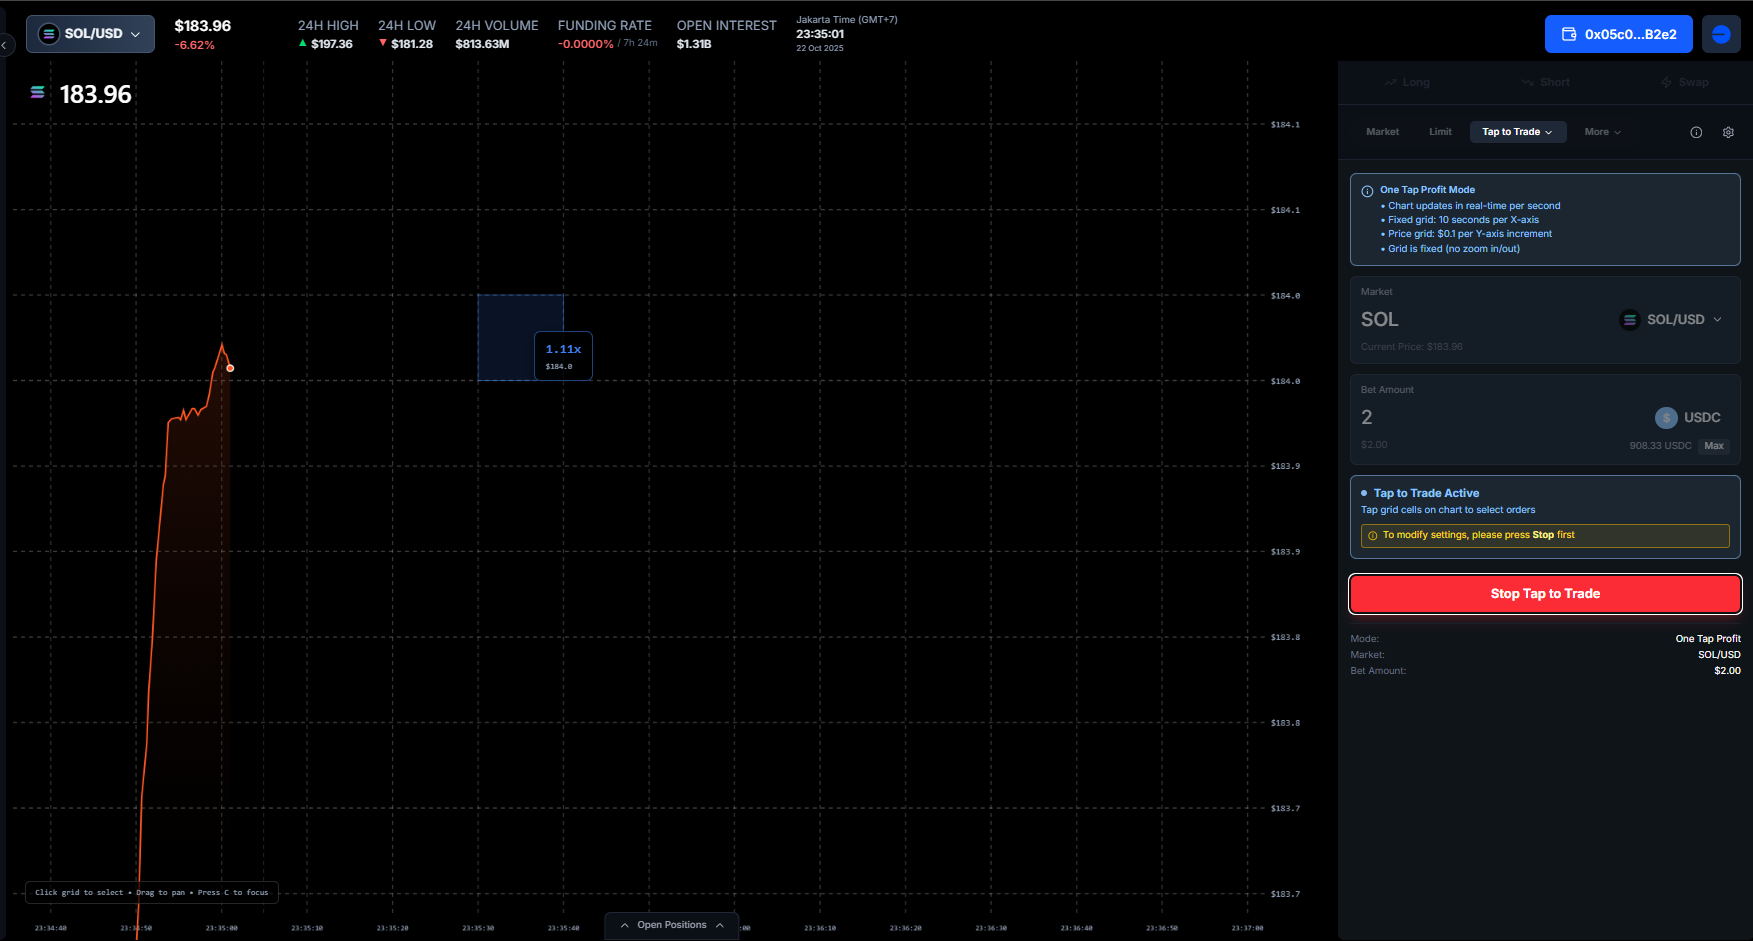 SOL/USD
$183.96
-6.62%
24H HIGH
$197.36
24H LOW
$181.28
24H VOLUME
$813.63M
FUNDING RATE
-0.0000% / 7h 24m
OPEN INTEREST
$1.31B
Jakarta Time (GMT+7)
23:35:01
22 Oct 2025
0x05c0...B2e2
183.96
$184.1
$184.1
$184.0
$184.0
$183.9
$183.9
$183.8
$183.8
$183.7
$183.7
1.11x
$184.0
Click grid to select • Drag to pan • Press C to focus
23:34:40
23:34:50
23:35:00
23:35:10
23:35:20
23:35:30
23:35:40
:00
23:36:10
23:36:20
23:36:30
23:36:40
23:36:50
23:37:00
Open Positions
Long
Short
Swap
Market
Limit
Tap to Trade
More
One Tap Profit Mode
• Chart updates in real-time per second
• Fixed grid: 10 seconds per X-axis
• Price grid: $0.1 per Y-axis increment
• Grid is fixed (no zoom in/out)
Market
SOL
SOL/USD
Current Price: $183.96
Bet Amount
2
$ USDC
$2.00
908.33 USDC Max
Tap to Trade Active
Tap grid cells on chart to select orders
To modify settings, please press Stop first
Stop Tap to Trade
Mode: One Tap Profit
Market: SOL/USD
Bet Amount: $2.00